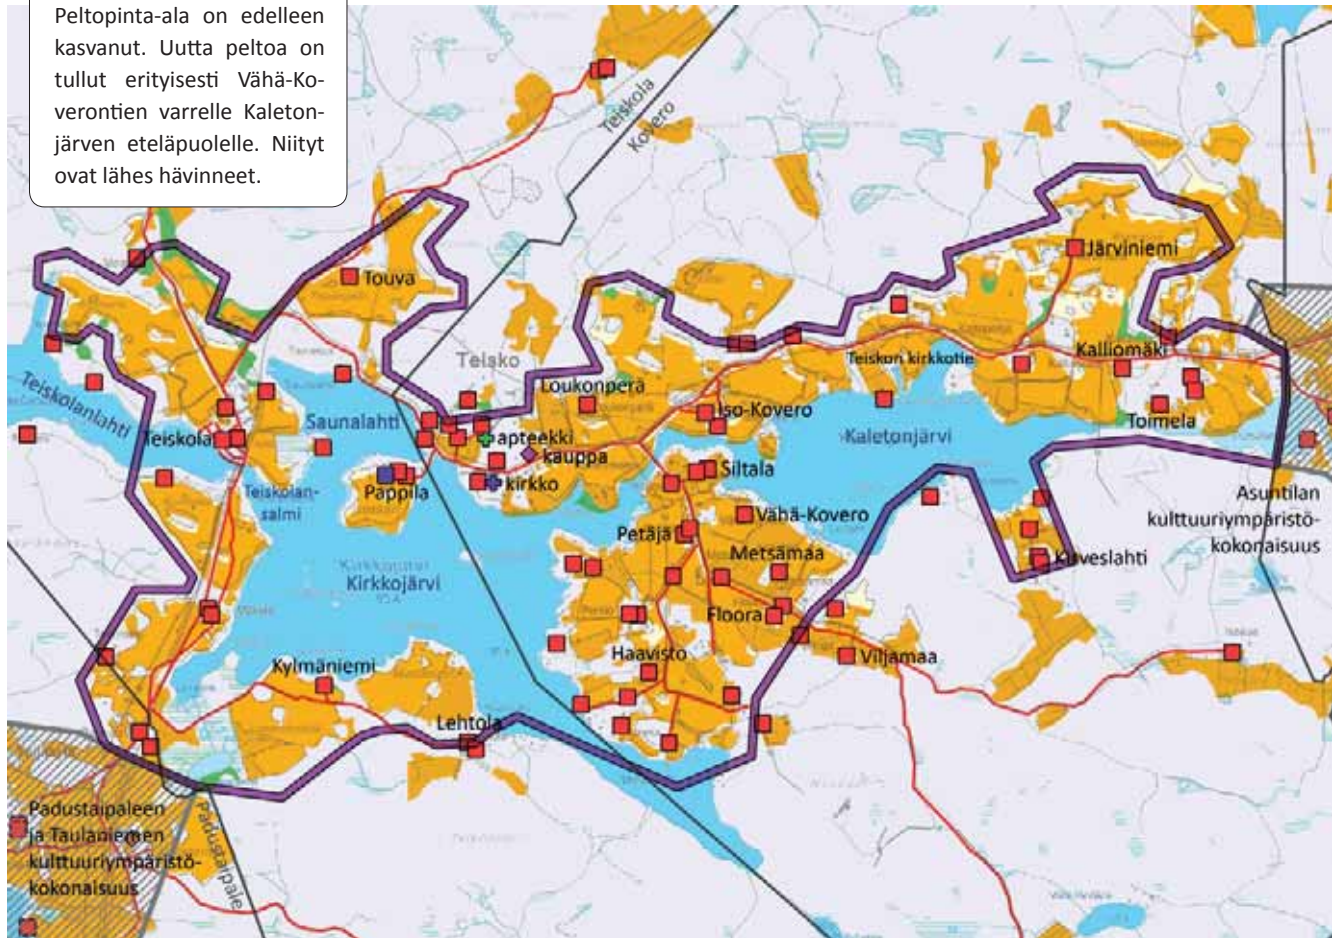 Peltopinta-ala on edelleen
kasvanut. Uutta peltoa on
tullut erityisesti Vähä-Ko-
verontien varrelle Kaleton-
järven eteläpuolelle. Niityt
ovat lähes hävinneet.
Teiskola
Kovero
Järviniemi
Touva
Teisko
Teiskon kirkkotie
Kalliomäki
Loukonperä
Iso-Kovero
Toimela
Teiskolanlahti
Saunalahti
Teiskola
apteekki
kauppa
Kaletonjärvi
Siltala
Pappila
kirkko
Teiskolan-
salmi
Vähä-Kovero
Asuntilan
kulttuuriympäristö-
kokonaisuus
Petäjä
Metsämaa
Kirveslahti
Kirkkojärvi
Kirkkojärvi
Floora
Haavisto
Viljamaa
Kylmäniemi
Lehtola
Padustaipaleen
ja Taulaniemen
kulttuuriympäristö-
kokonaisuus
Padustaipale